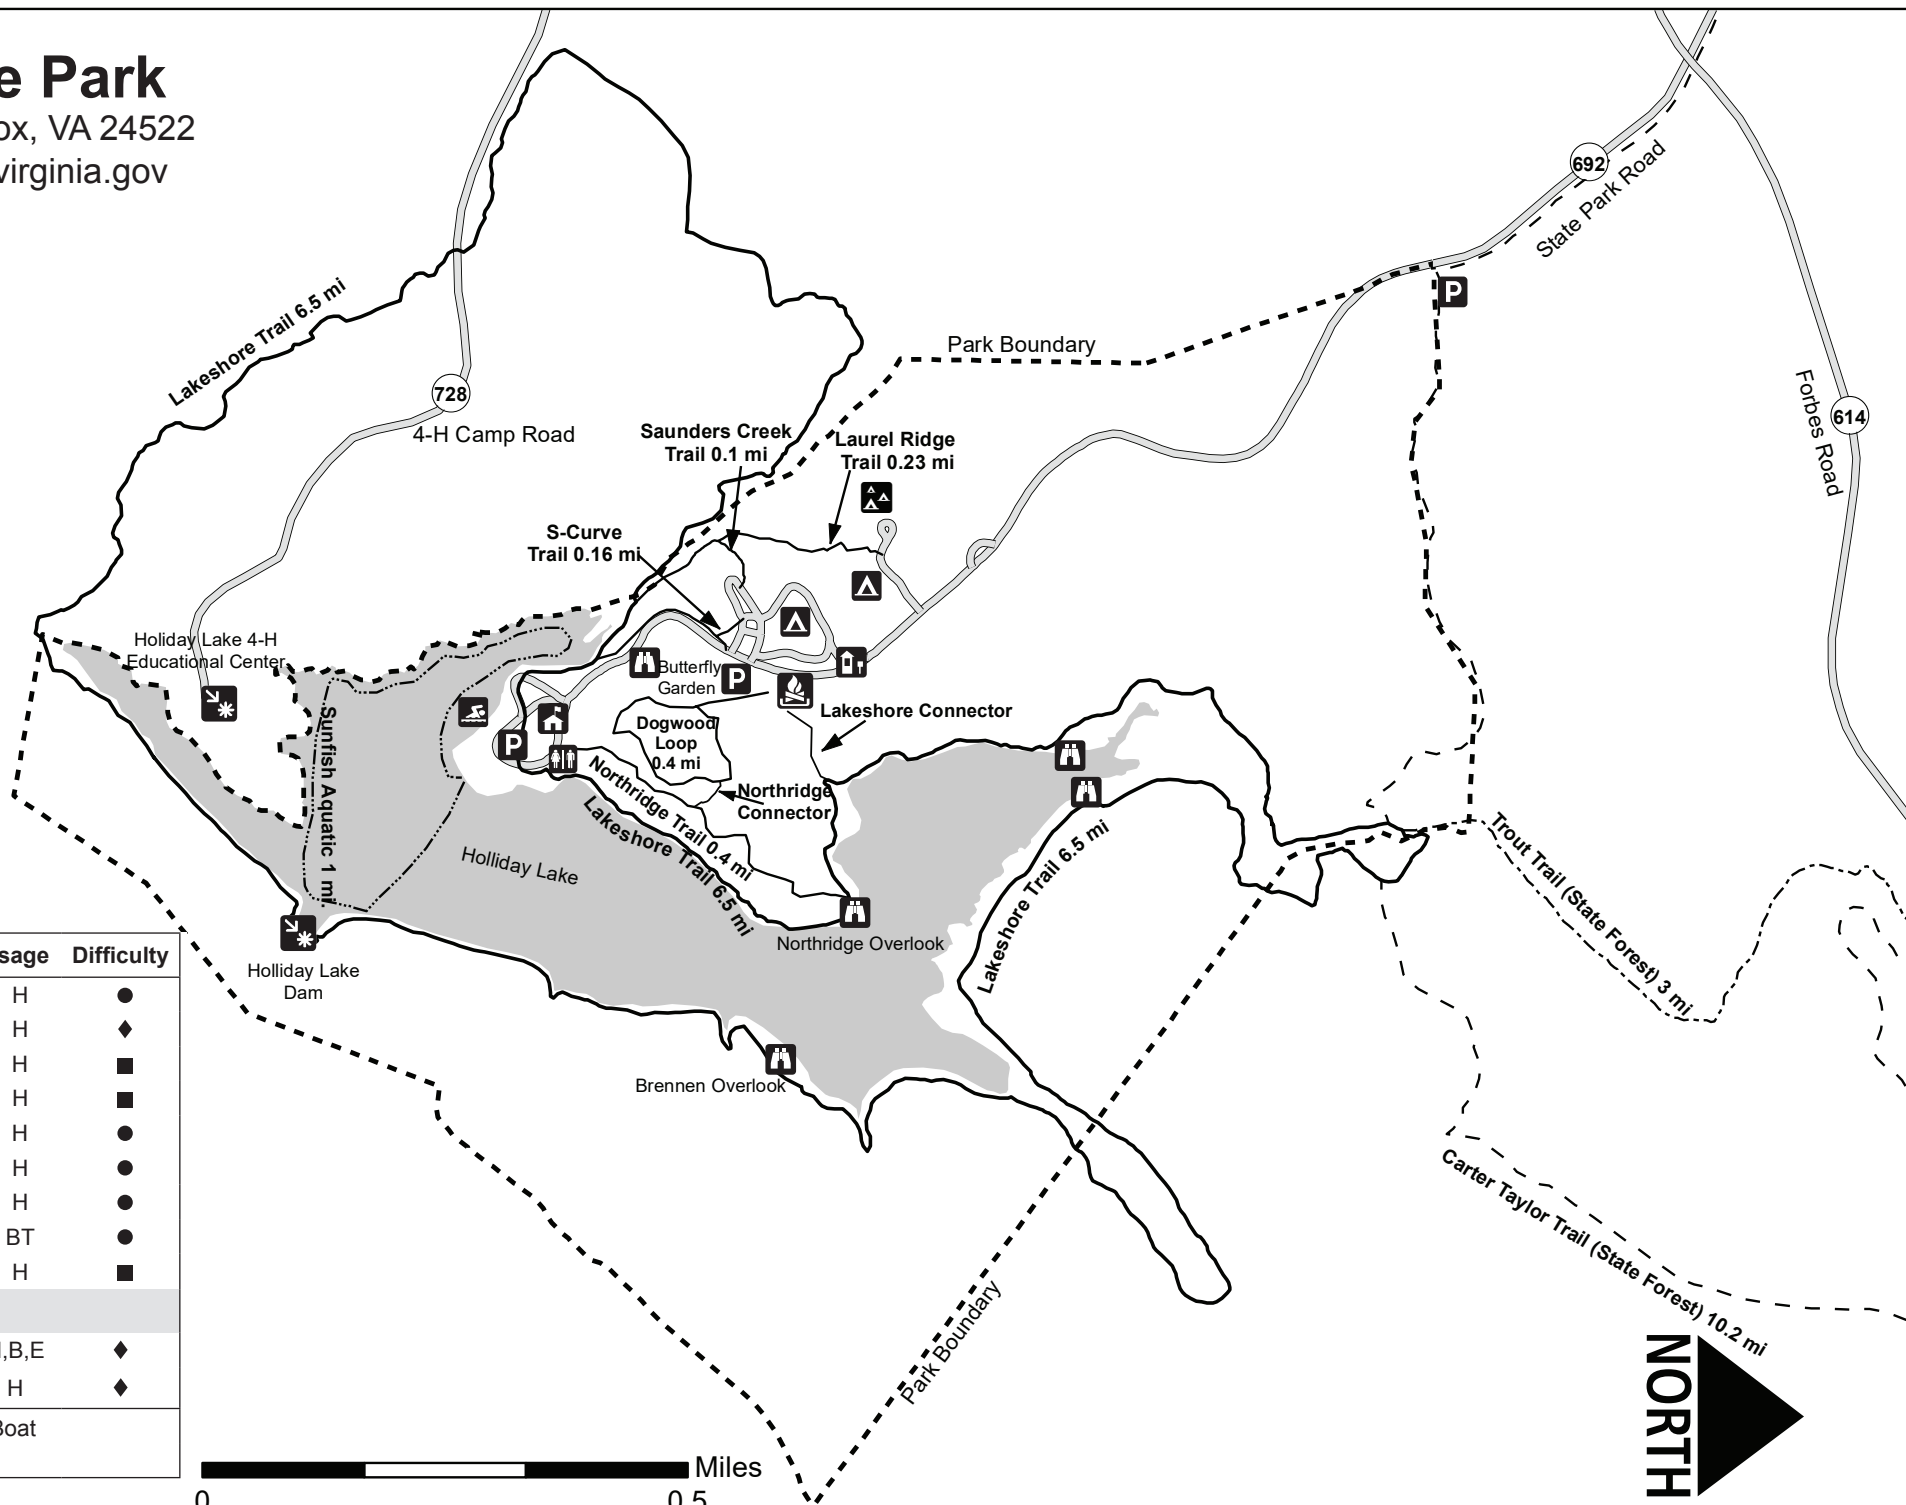 e Park
ox, VA 24522
virginia.gov
692
State Park Road
Lakeshore Trail 6.5 mi
728
4-H Camp Road
Park Boundary
P
Forbes Road
614
Saunders Creek
Trail 0.1 mi
Laurel Ridge
Trail 0.23 mi
S-Curve
Trail 0.16 mi
Holiday Lake 4-H
Educational Center
Butterfly
Garden
P
P
Sunfish Aquatic 1 mi
Dogwood
Loop
0.4 mi
Lakeshore Connector
Northridge
Connector
Northridge Trail 0.4 mi
Lakeshore Trail 6.5 mi
Holliday Lake
Lakeshore Trail 6.5 mi
Trout Trail (State Forest) 3 mi
Northridge Overlook
Holliday Lake
Dam
Brennen Overlook
Carter Taylor Trail (State Forest) 10.2 mi
Park Boundary
sage Difficulty
H
H
H
H
H
H
H
BT
H
,B,E
H
Boat
Miles
0 0.5
NORTH